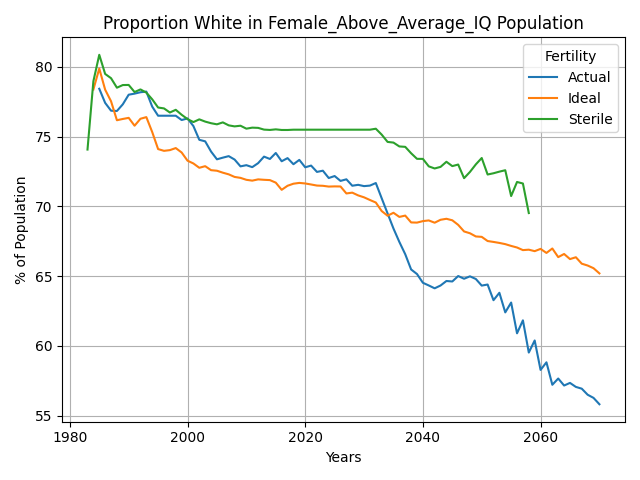 Proportion White in Female_Above_Average_IQ Population
% of Population
80
75
70
65
60
55
1980
2000
2020
2040
2060
Years
Fertility
Actual
Ideal
Sterile